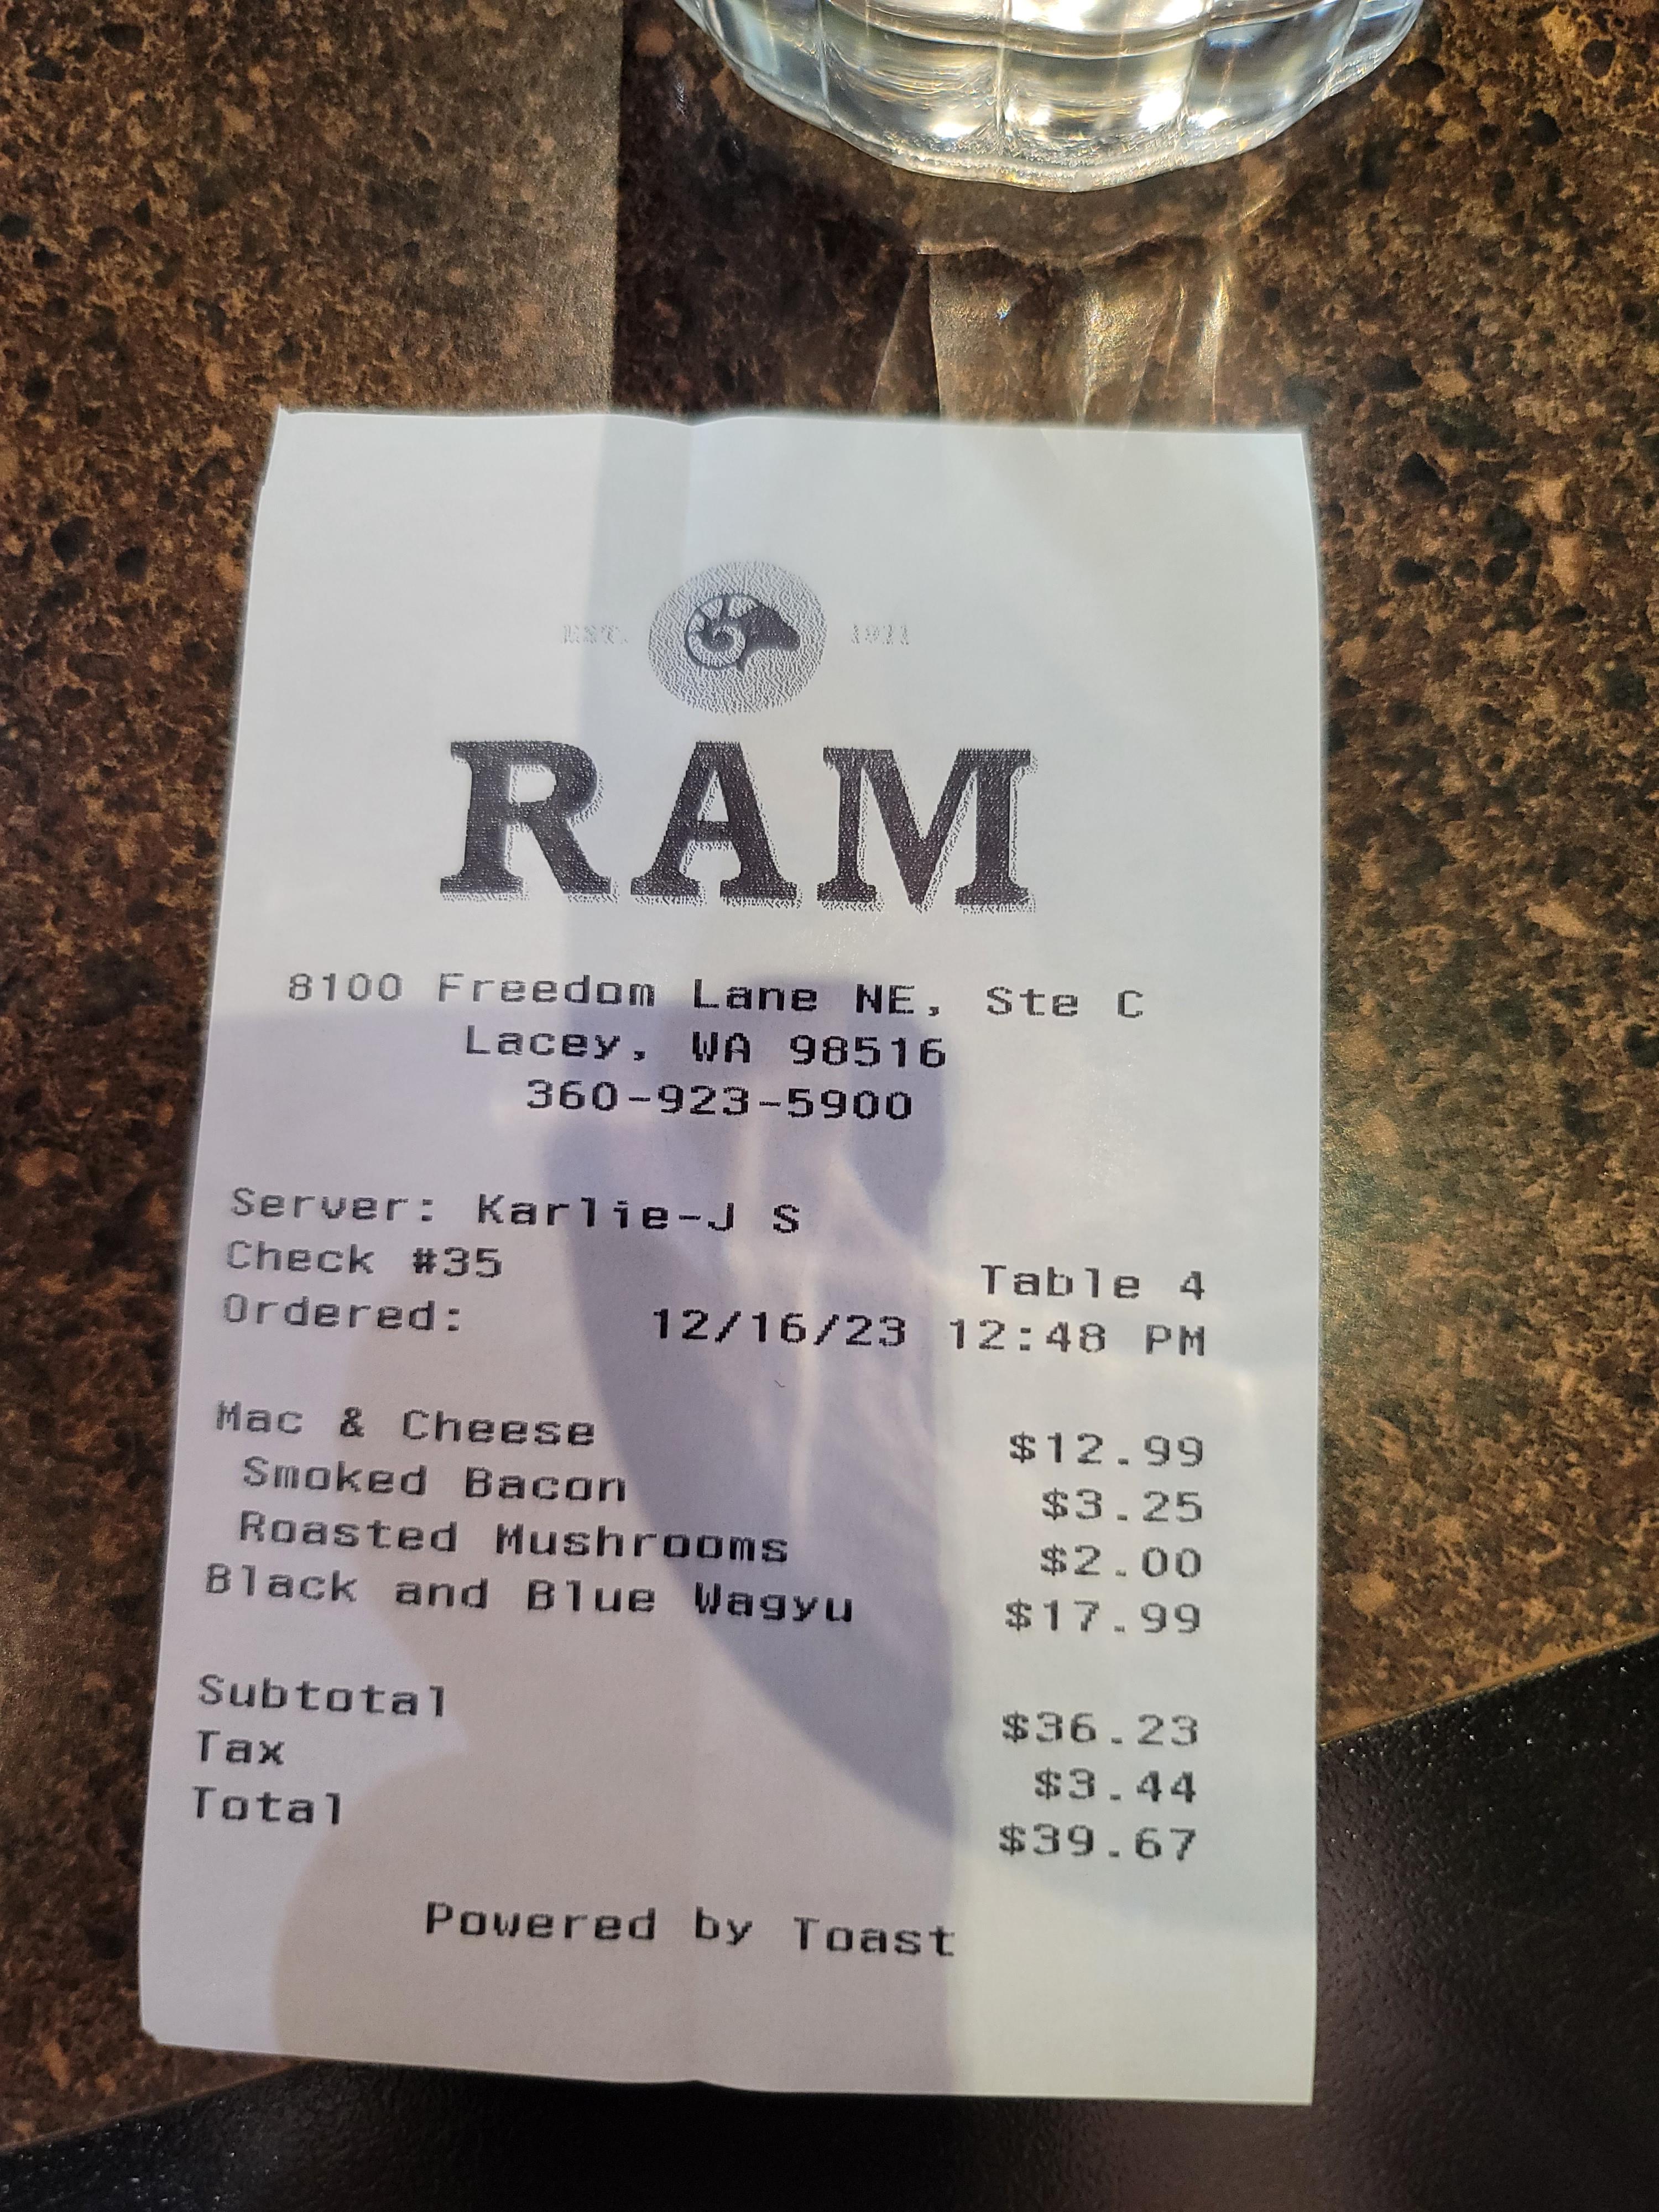 EST. 1971
RAM
8100 Freedom Lane NE, Ste C
Lacey, WA 98516
360-923-5900
Server: Karlie-J S
Check #35 Table 4
Ordered: 12/16/23 12:48 PM
Mac & Cheese $12.99
Smoked Bacon $3.25
Roasted Mushrooms $2.00
Black and Blue Wagyu $17.99
Subtotal $36.23
Tax $3.44
Total $39.67
Powered by Toast